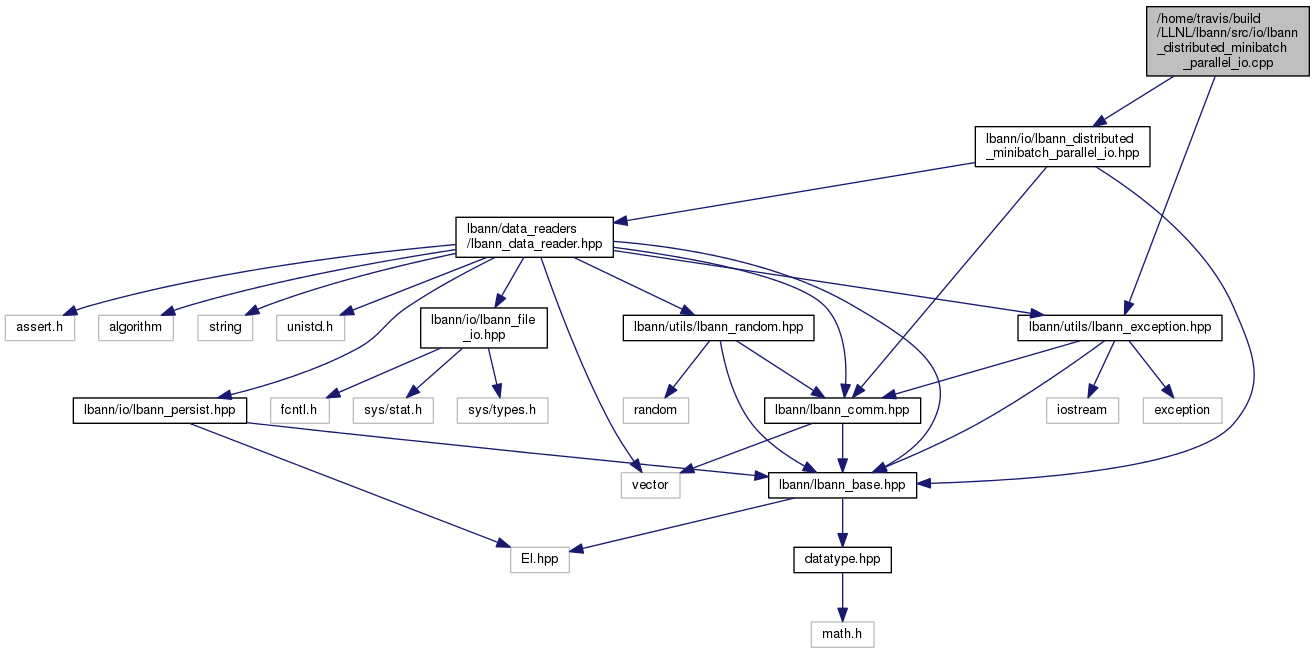 /home/travis/build
/LLNL/lbann/src/io/lbann
_distributed_minibatch
_parallel_io.cpp
lbann/io/lbann_distributed
_minibatch_parallel_io.hpp
lbann/data_readers
/lbann_data_reader.hpp
assert.h
algorithm
string
unistd.h
lbann/io/lbann_file
_io.hpp
lbann/utils/lbann_random.hpp
lbann/utils/lbann_exception.hpp
lbann/io/lbann_persist.hpp
fcntl.h
sys/stat.h
sys/types.h
random
lbann/lbann_comm.hpp
iostream
exception
vector
lbann/lbann_base.hpp
El.hpp
datatype.hpp
math.h